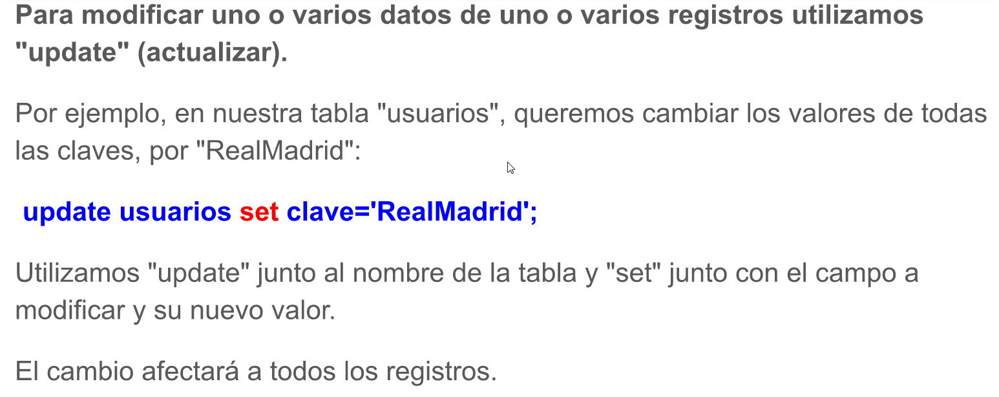 Para modificar uno o varios datos de uno o varios registros utilizamos
"update" (actualizar).
Por ejemplo, en nuestra tabla "usuarios", queremos cambiar los valores de todas
las claves, por "RealMadrid":
update usuarios set clave='RealMadrid';
Utilizamos "update" junto al nombre de la tabla y "set" junto con el campo a
modificar y su nuevo valor.
El cambio afectará a todos los registros.